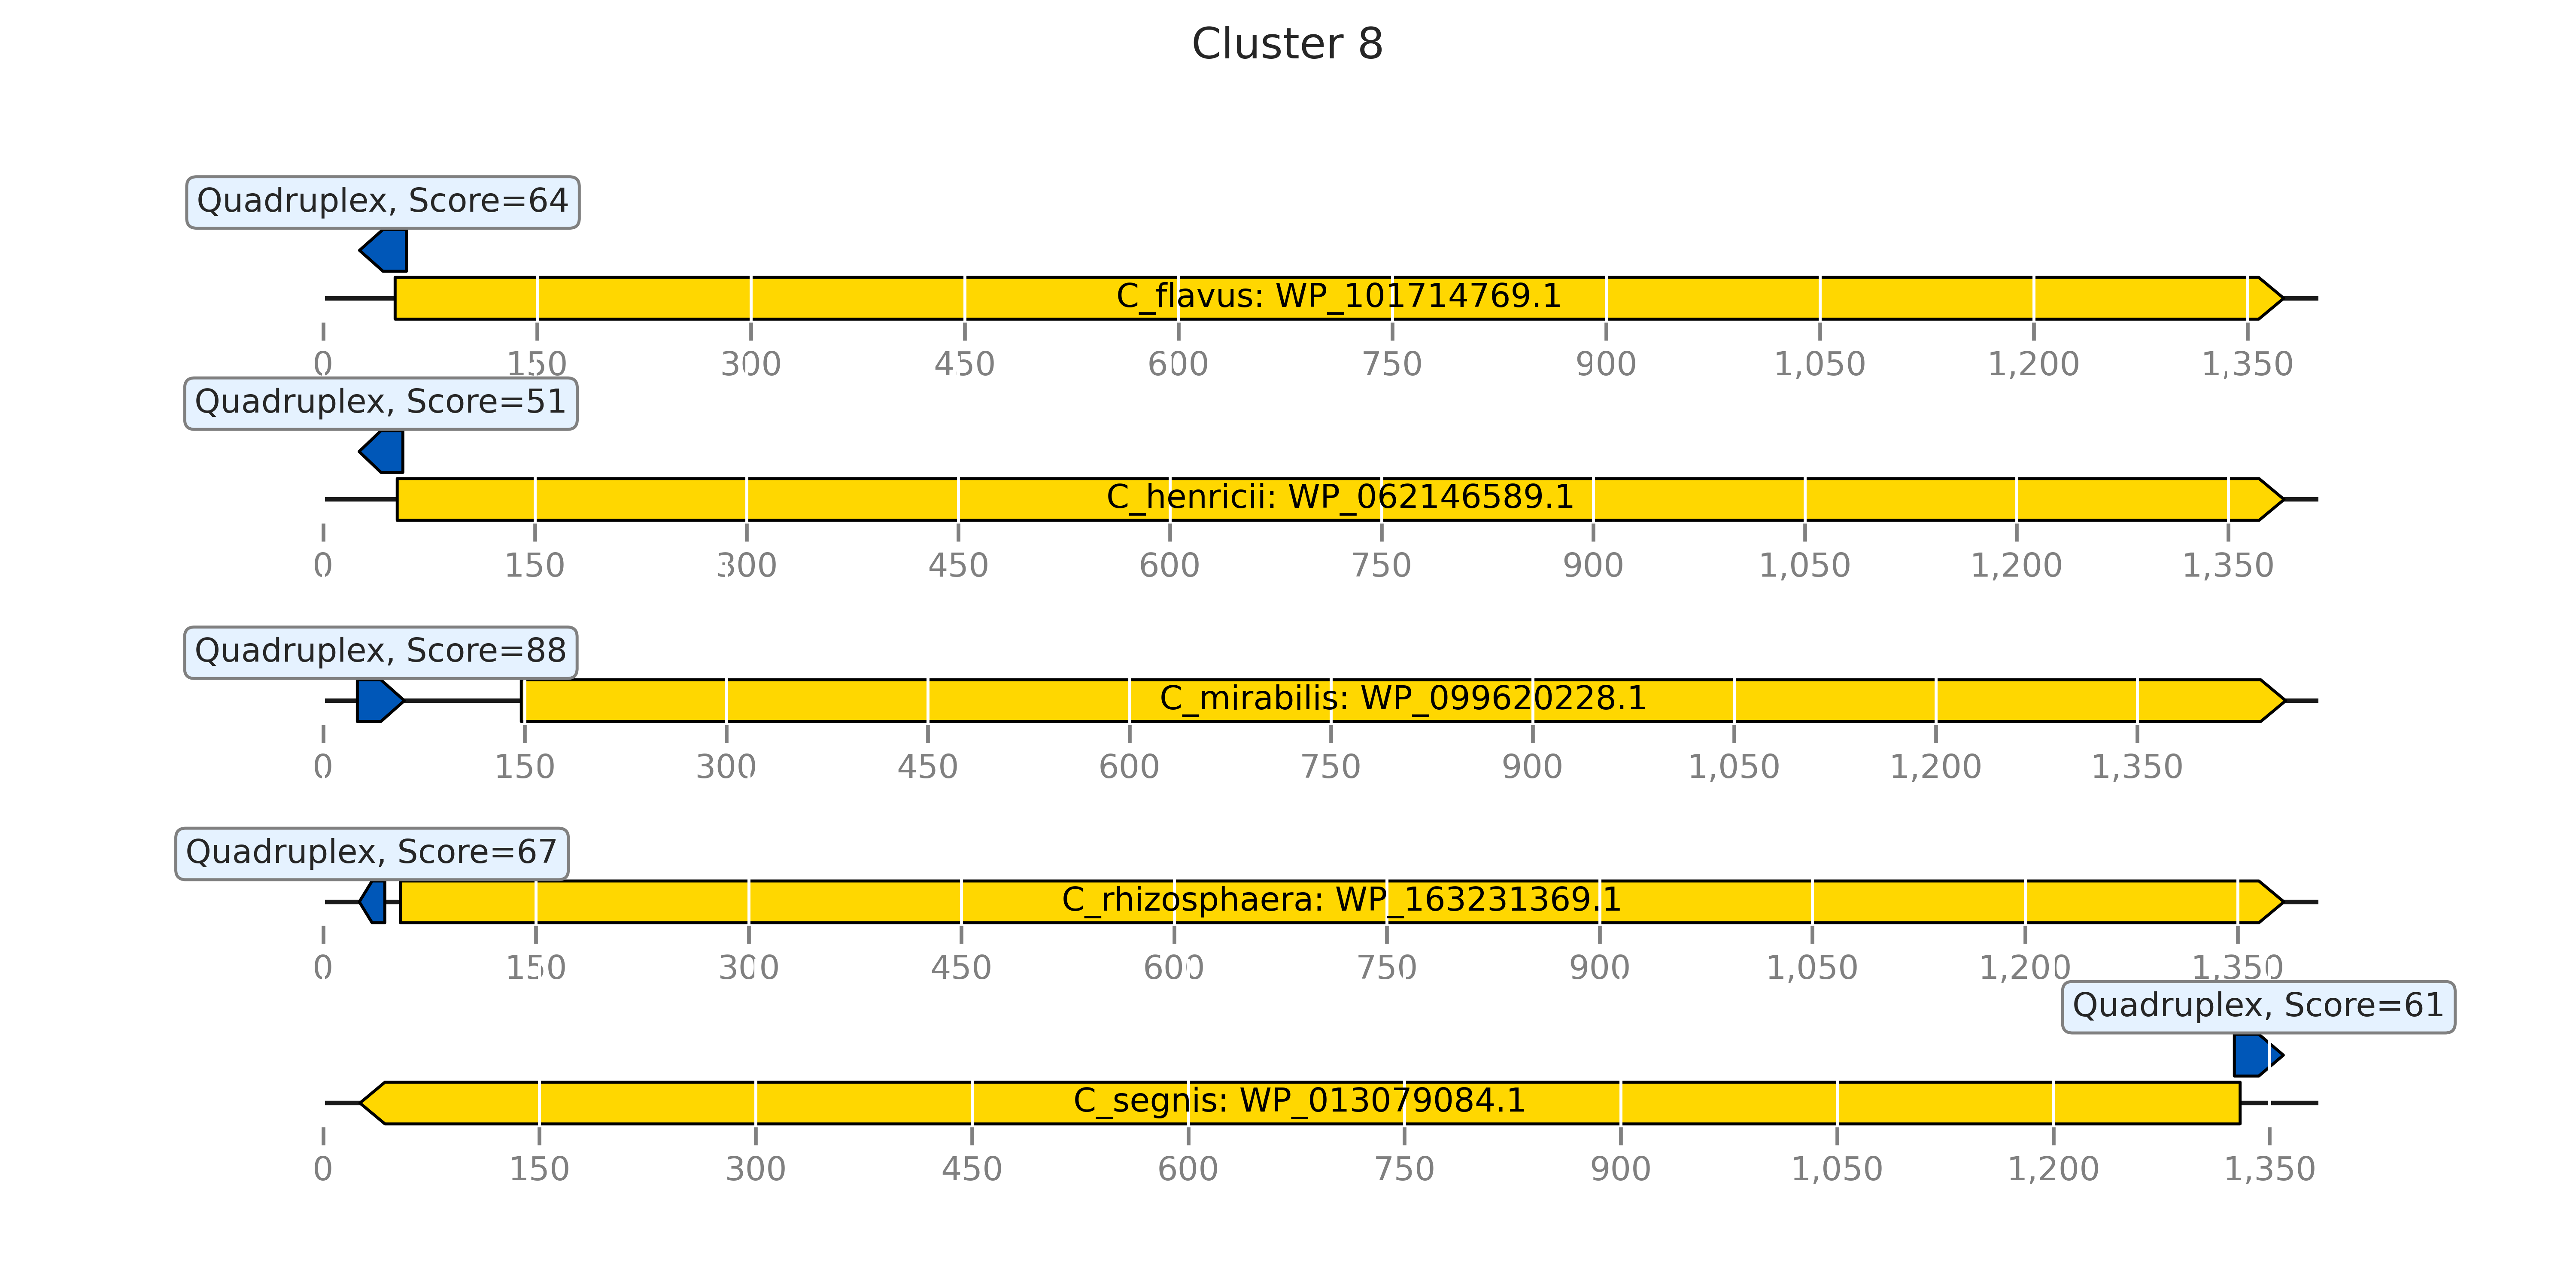 Cluster 8
Quadruplex, Score=64
C_flavus: WP_101714769.1
0 150 300 450 600 750 900 1,050 1,200 1,350
Quadruplex, Score=51
C_henricii: WP_062146589.1
0 150 300 450 600 750 900 1,050 1,200 1,350
Quadruplex, Score=88
C_mirabilis: WP_099620228.1
0 150 300 450 600 750 900 1,050 1,200 1,350
Quadruplex, Score=67
C_rhizosphaera: WP_163231369.1
0 150 300 450 600 750 900 1,050 1,200 1,350
Quadruplex, Score=61
C_segnis: WP_013079084.1
0 150 300 450 600 750 900 1,050 1,200 1,350